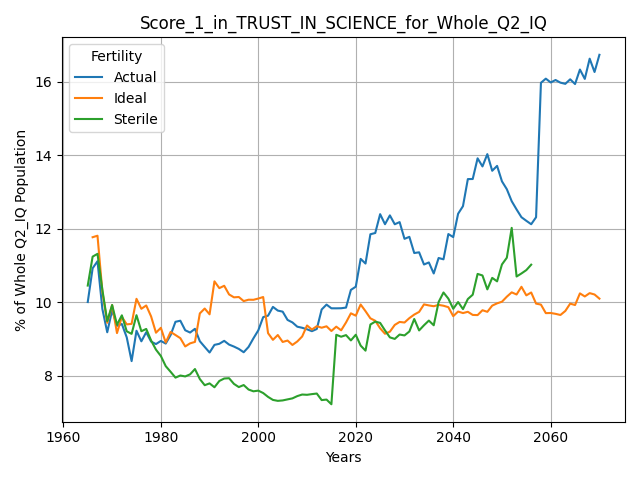 Score_1_in_TRUST_IN_SCIENCE_for_Whole_Q2_IQ
Fertility
Actual
Ideal
Sterile
% of Whole Q2_IQ Population
16
14
12
10
8
1960
1980
2000
2020
2040
2060
Years